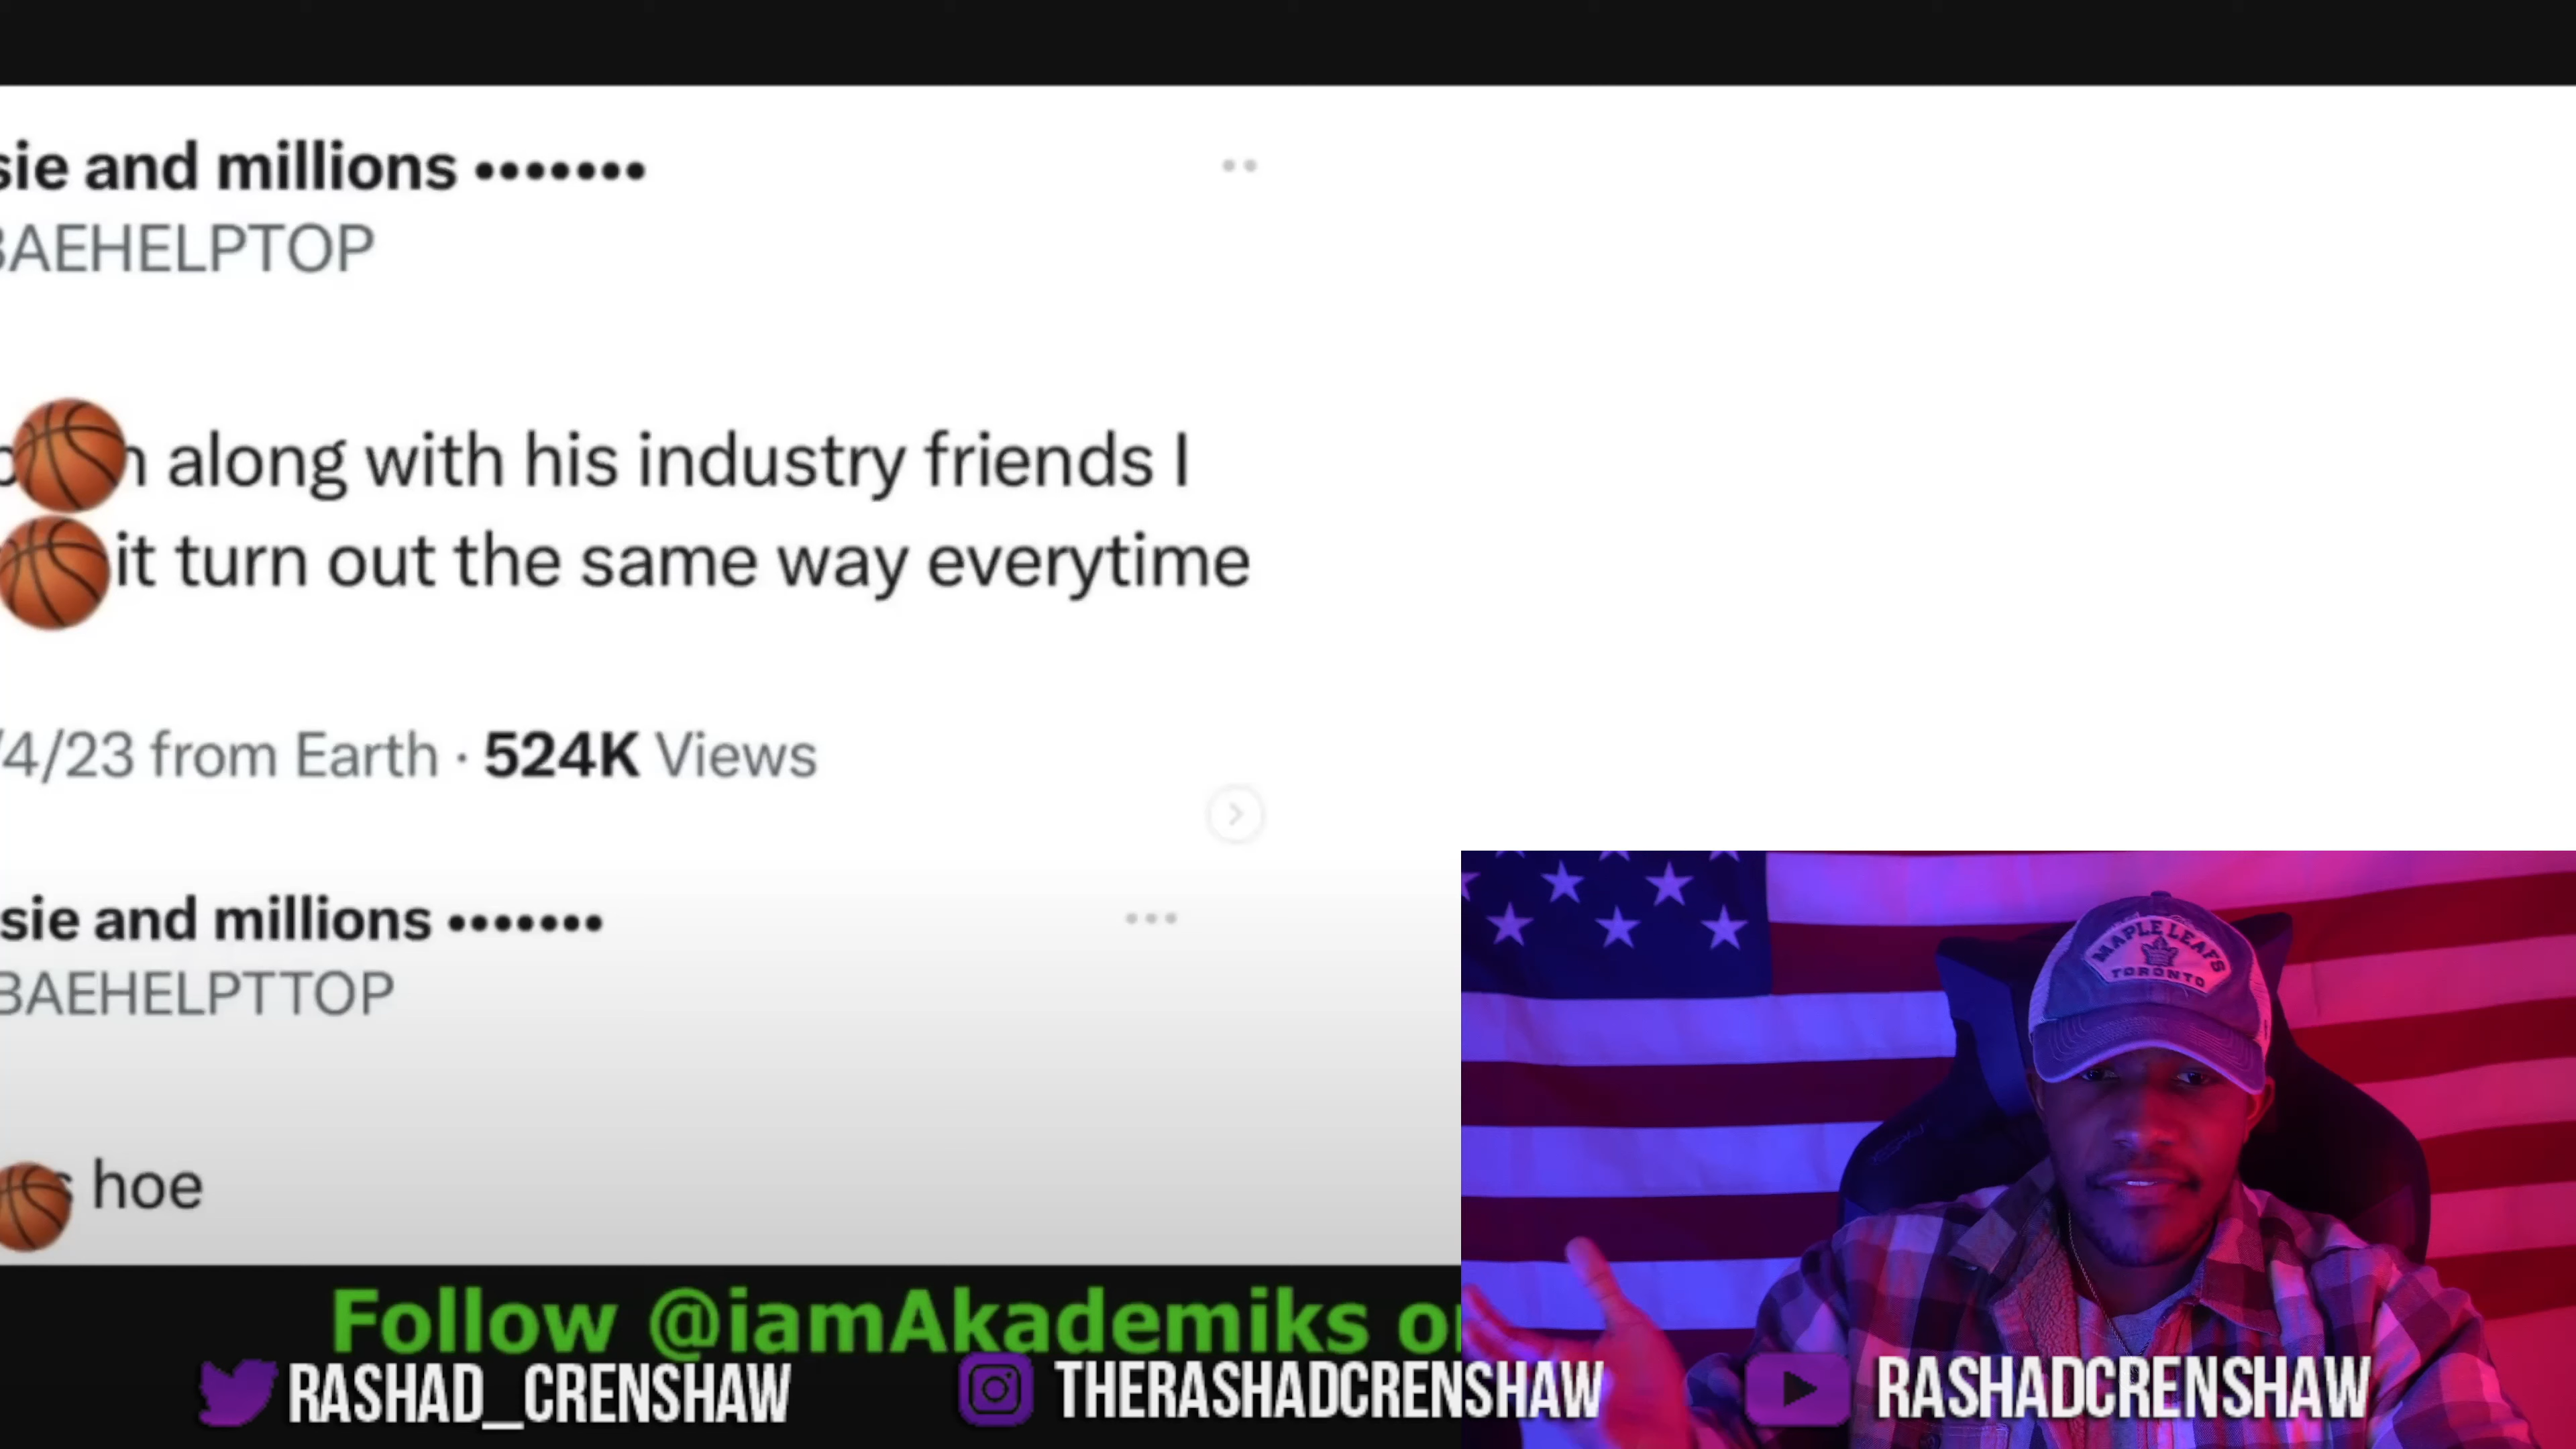 sie and millions •••••••
BAEHELPTOP
along with his industry friends I
it turn out the same way everytime
/4/23 from Earth · 524K Views
sie and millions •••••••
BAEHELPTTOP
hoe
Follow @iamAkademiks
RASHAD_CRENSHAW
THERASHADCRENSHAW
RASHADCRENSHAW
MAPLE LEAFS
TORONTO